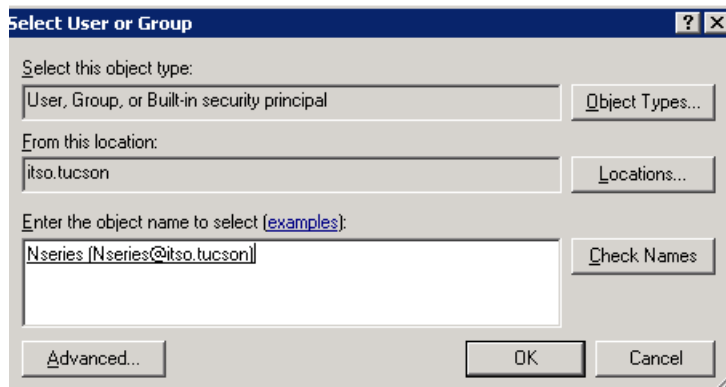 Select User or Group
Select this object type:
User, Group, or Built-in security principal
Object Types...
From this location:
itso.tucson
Locations...
Enter the object name to select (examples):
Nseries (Nseries@itso.tucson)
Check Names
Advanced...
OK
Cancel